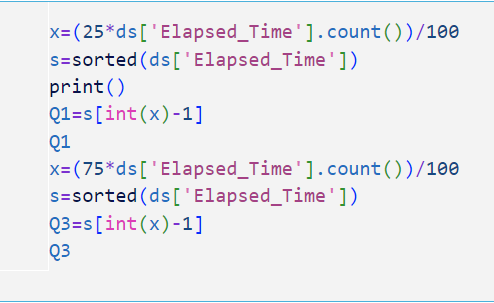 x=(25*ds['Elapsed_Time'].count())/100
s=sorted(ds['Elapsed_Time'])
print()
Q1=s[int(x)-1]
Q1
x=(75*ds['Elapsed_Time'].count())/100
s=sorted(ds['Elapsed_Time'])
Q3=s[int(x)-1]
Q3